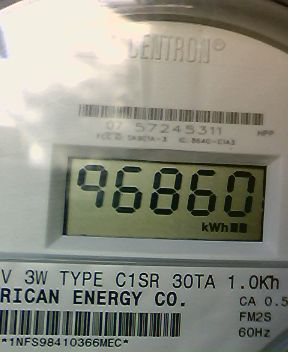 CENTRON®
07 57245311 HPP
96860
kWh
V 3W TYPE C1SR 30TA 1.0Kh
RICAN ENERGY CO. CA 0.5
FM2S
*1NFS98410366MEC* 60Hz